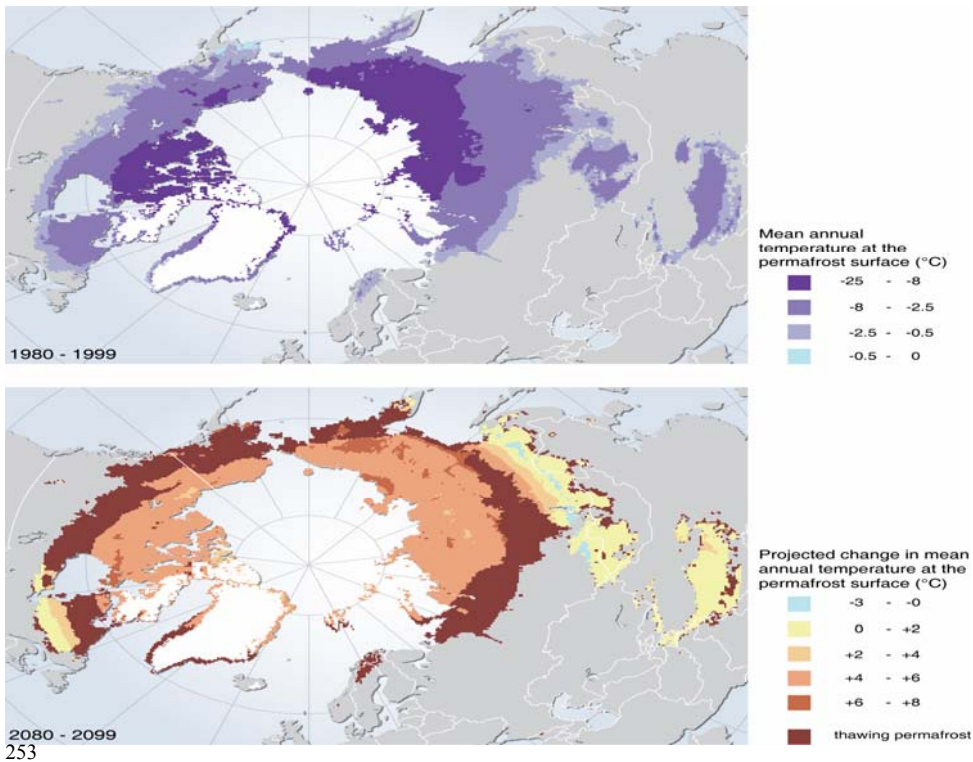 Mean annual
temperature at the
permafrost surface (°C)
-25 - -8
-8 - -2.5
-2.5 - -0.5
-0.5 - 0
1980 - 1999
Projected change in mean
annual temperature at the
permafrost surface (°C)
-3 - -0
0 - +2
+2 - +4
+4 - +6
+6 - +8
thawing permafrost
2080 - 2099
253